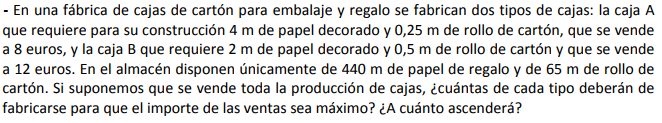 - En una fábrica de cajas de cartón para embalaje y regalo se fabrican dos tipos de cajas: la caja A
que requiere para su construcción 4 m de papel decorado y 0,25 m de rollo de cartón, que se vende
a 8 euros, y la caja B que requiere 2 m de papel decorado y 0,5 m de rollo de cartón y que se vende
a 12 euros. En el almacén disponen únicamente de 440 m de papel de regalo y de 65 m de rollo de
cartón. Si suponemos que se vende toda la producción de cajas, ¿cuántas de cada tipo deberán de
fabricarse para que el importe de las ventas sea máximo? ¿A cuánto ascenderá?